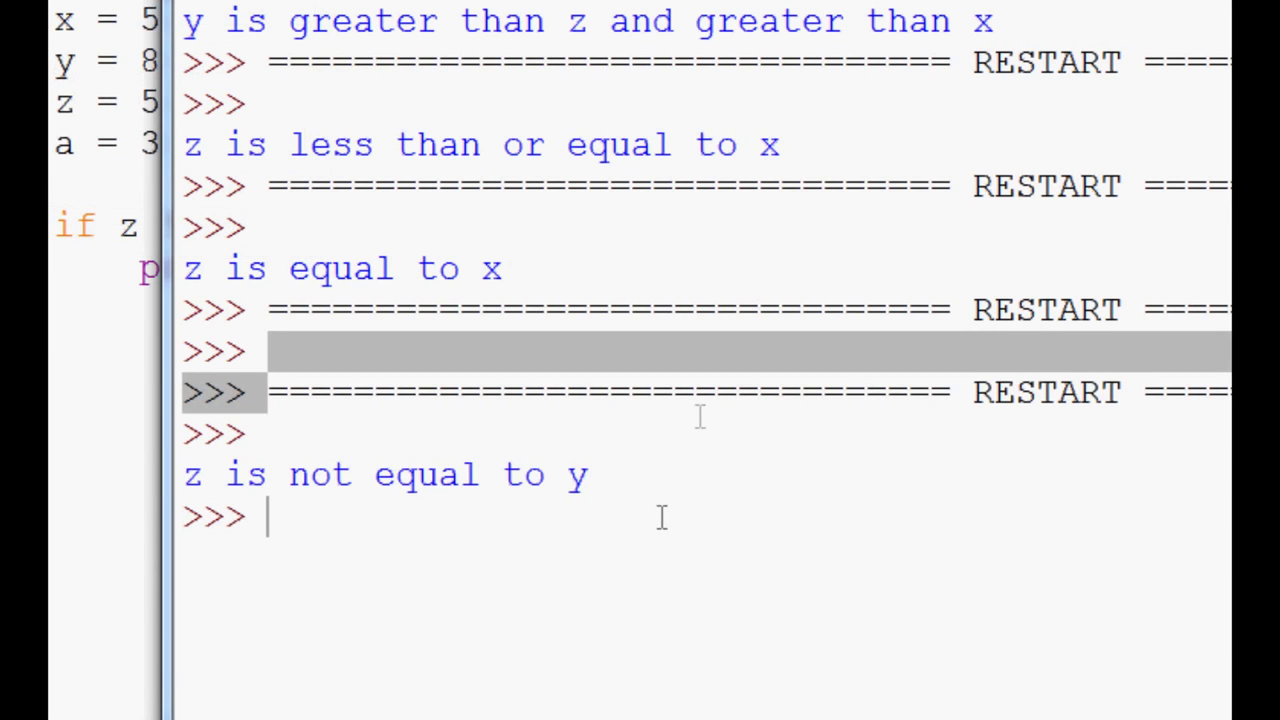 x = 5
y = 8
z = 5
a = 3
if z
p
y is greater than z and greater than x
>>> ================================ RESTART ====
>>>
z is less than or equal to x
>>> ================================ RESTART ====
>>>
z is equal to x
>>> ================================ RESTART ====
>>>
>>> ================================ RESTART ====
>>>
z is not equal to y
>>>